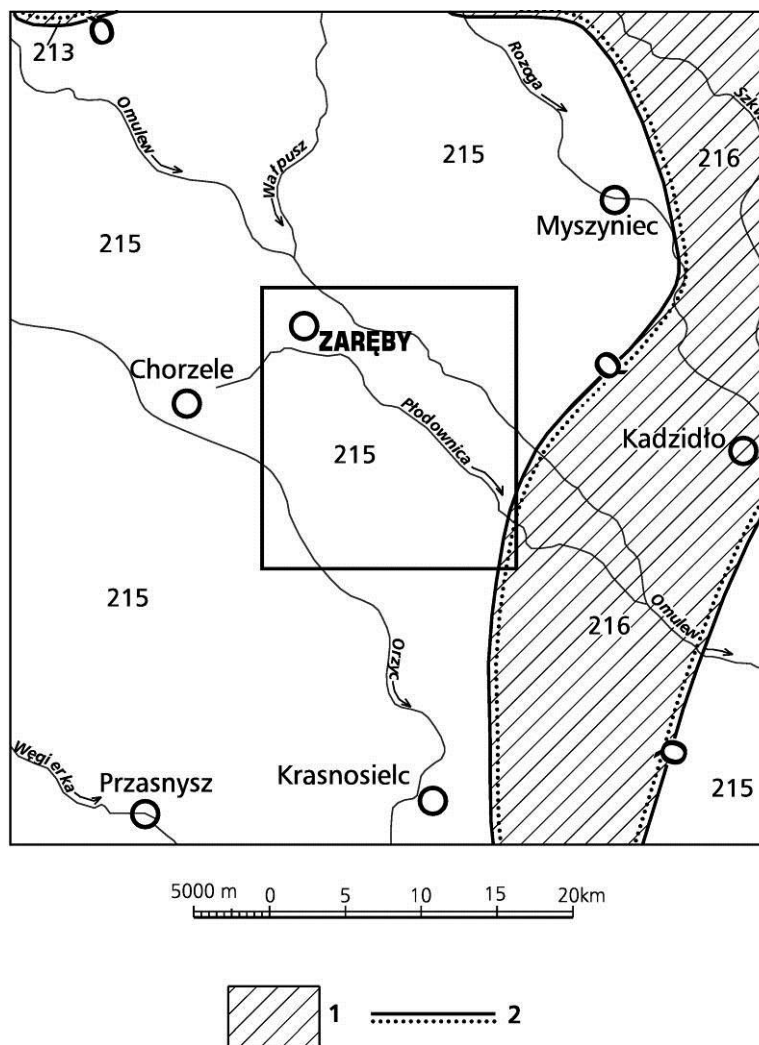 213
O
Omulew
Wałpusz
Rozoga
215
216
Myszyniec
215
ZARĘBY
Chorzele
O
Płodownica
Kadzidło
215
215
216
Omulew
Orzyc
Węgierka
Przasnysz
Krasnosielc
O
215
5000 m 0 5 10 15 20km
1 2